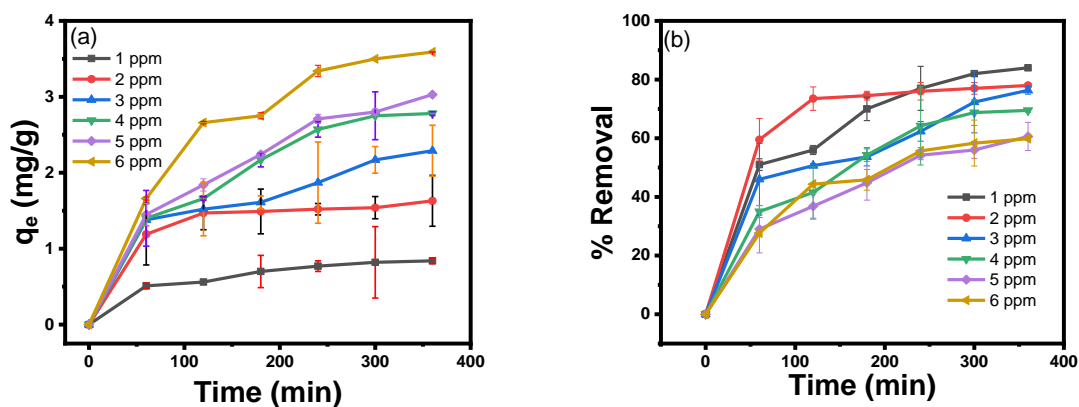 (a)
1 ppm
2 ppm
3 ppm
4 ppm
5 ppm
6 ppm
qe (mg/g)
4
3
2
1
0
0 100 200 300 400
Time (min)
(b)
% Removal
100
80
60
40
20
0
1 ppm
2 ppm
3 ppm
4 ppm
5 ppm
6 ppm
0 100 200 300 400
Time (min)